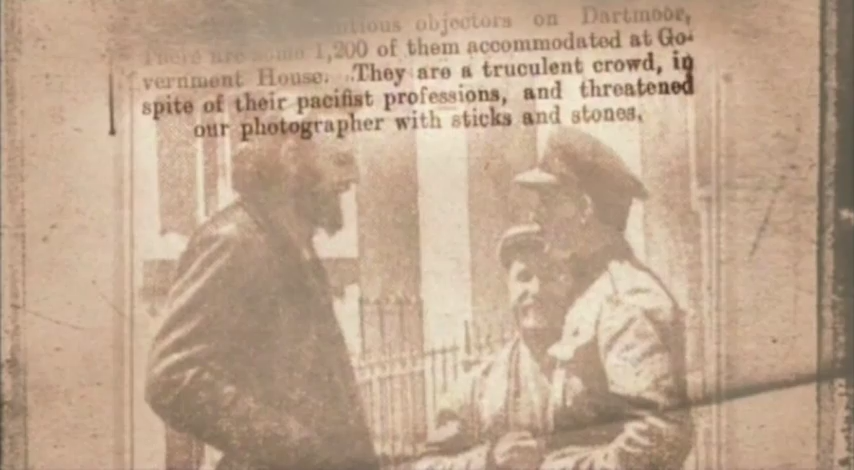 objectors on Dartmoor,
There are some 1,200 of them accommodated at Go-
vernment House. They are a truculent crowd, in
spite of their pacifist professions, and threatened
our photographer with sticks and stones.